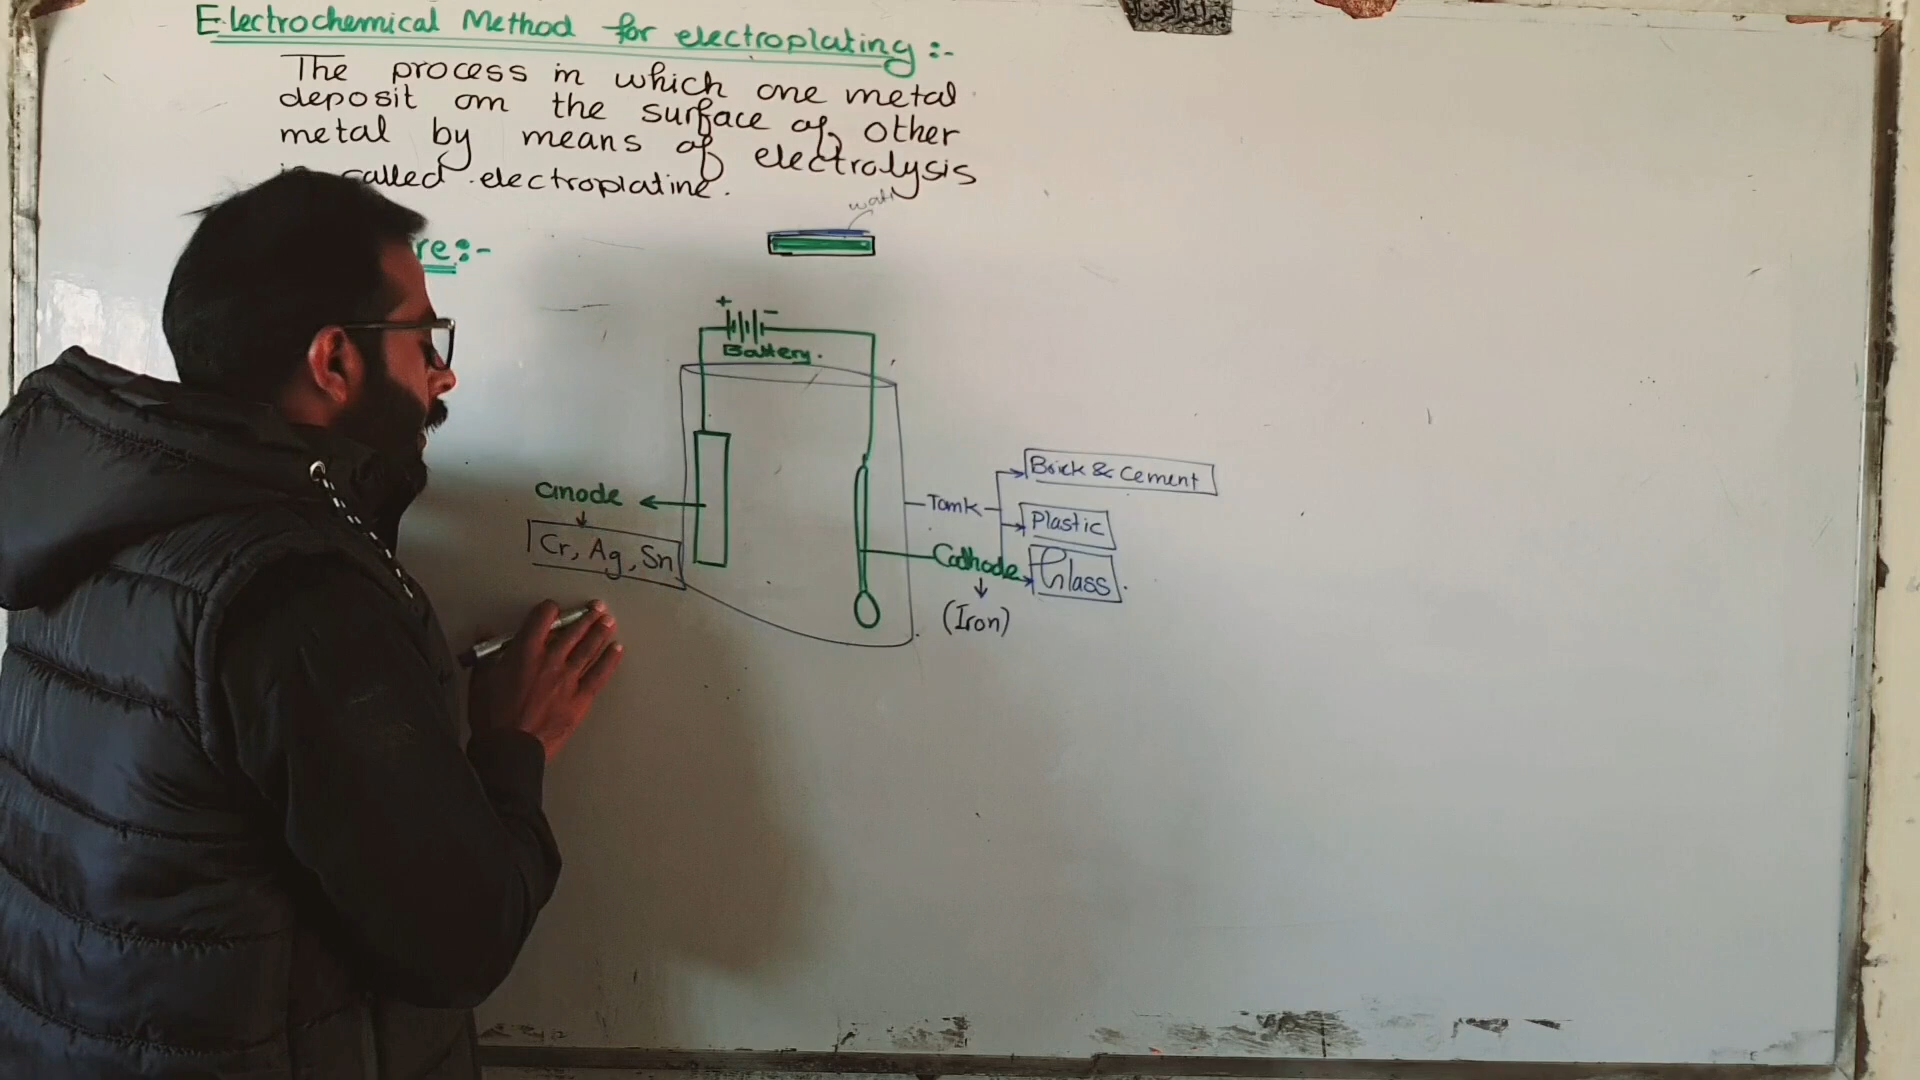 Electrochemical Method for electroplating :-
The process in which one metal
deposit on the surface of other
metal by means of electrolysis
called electroplatine.
re:-
+ -
Battery.
anode
Cr, Ag, Sn
Tank
Brick & Cement
Plastic
Glass.
Cathode
(Iron)